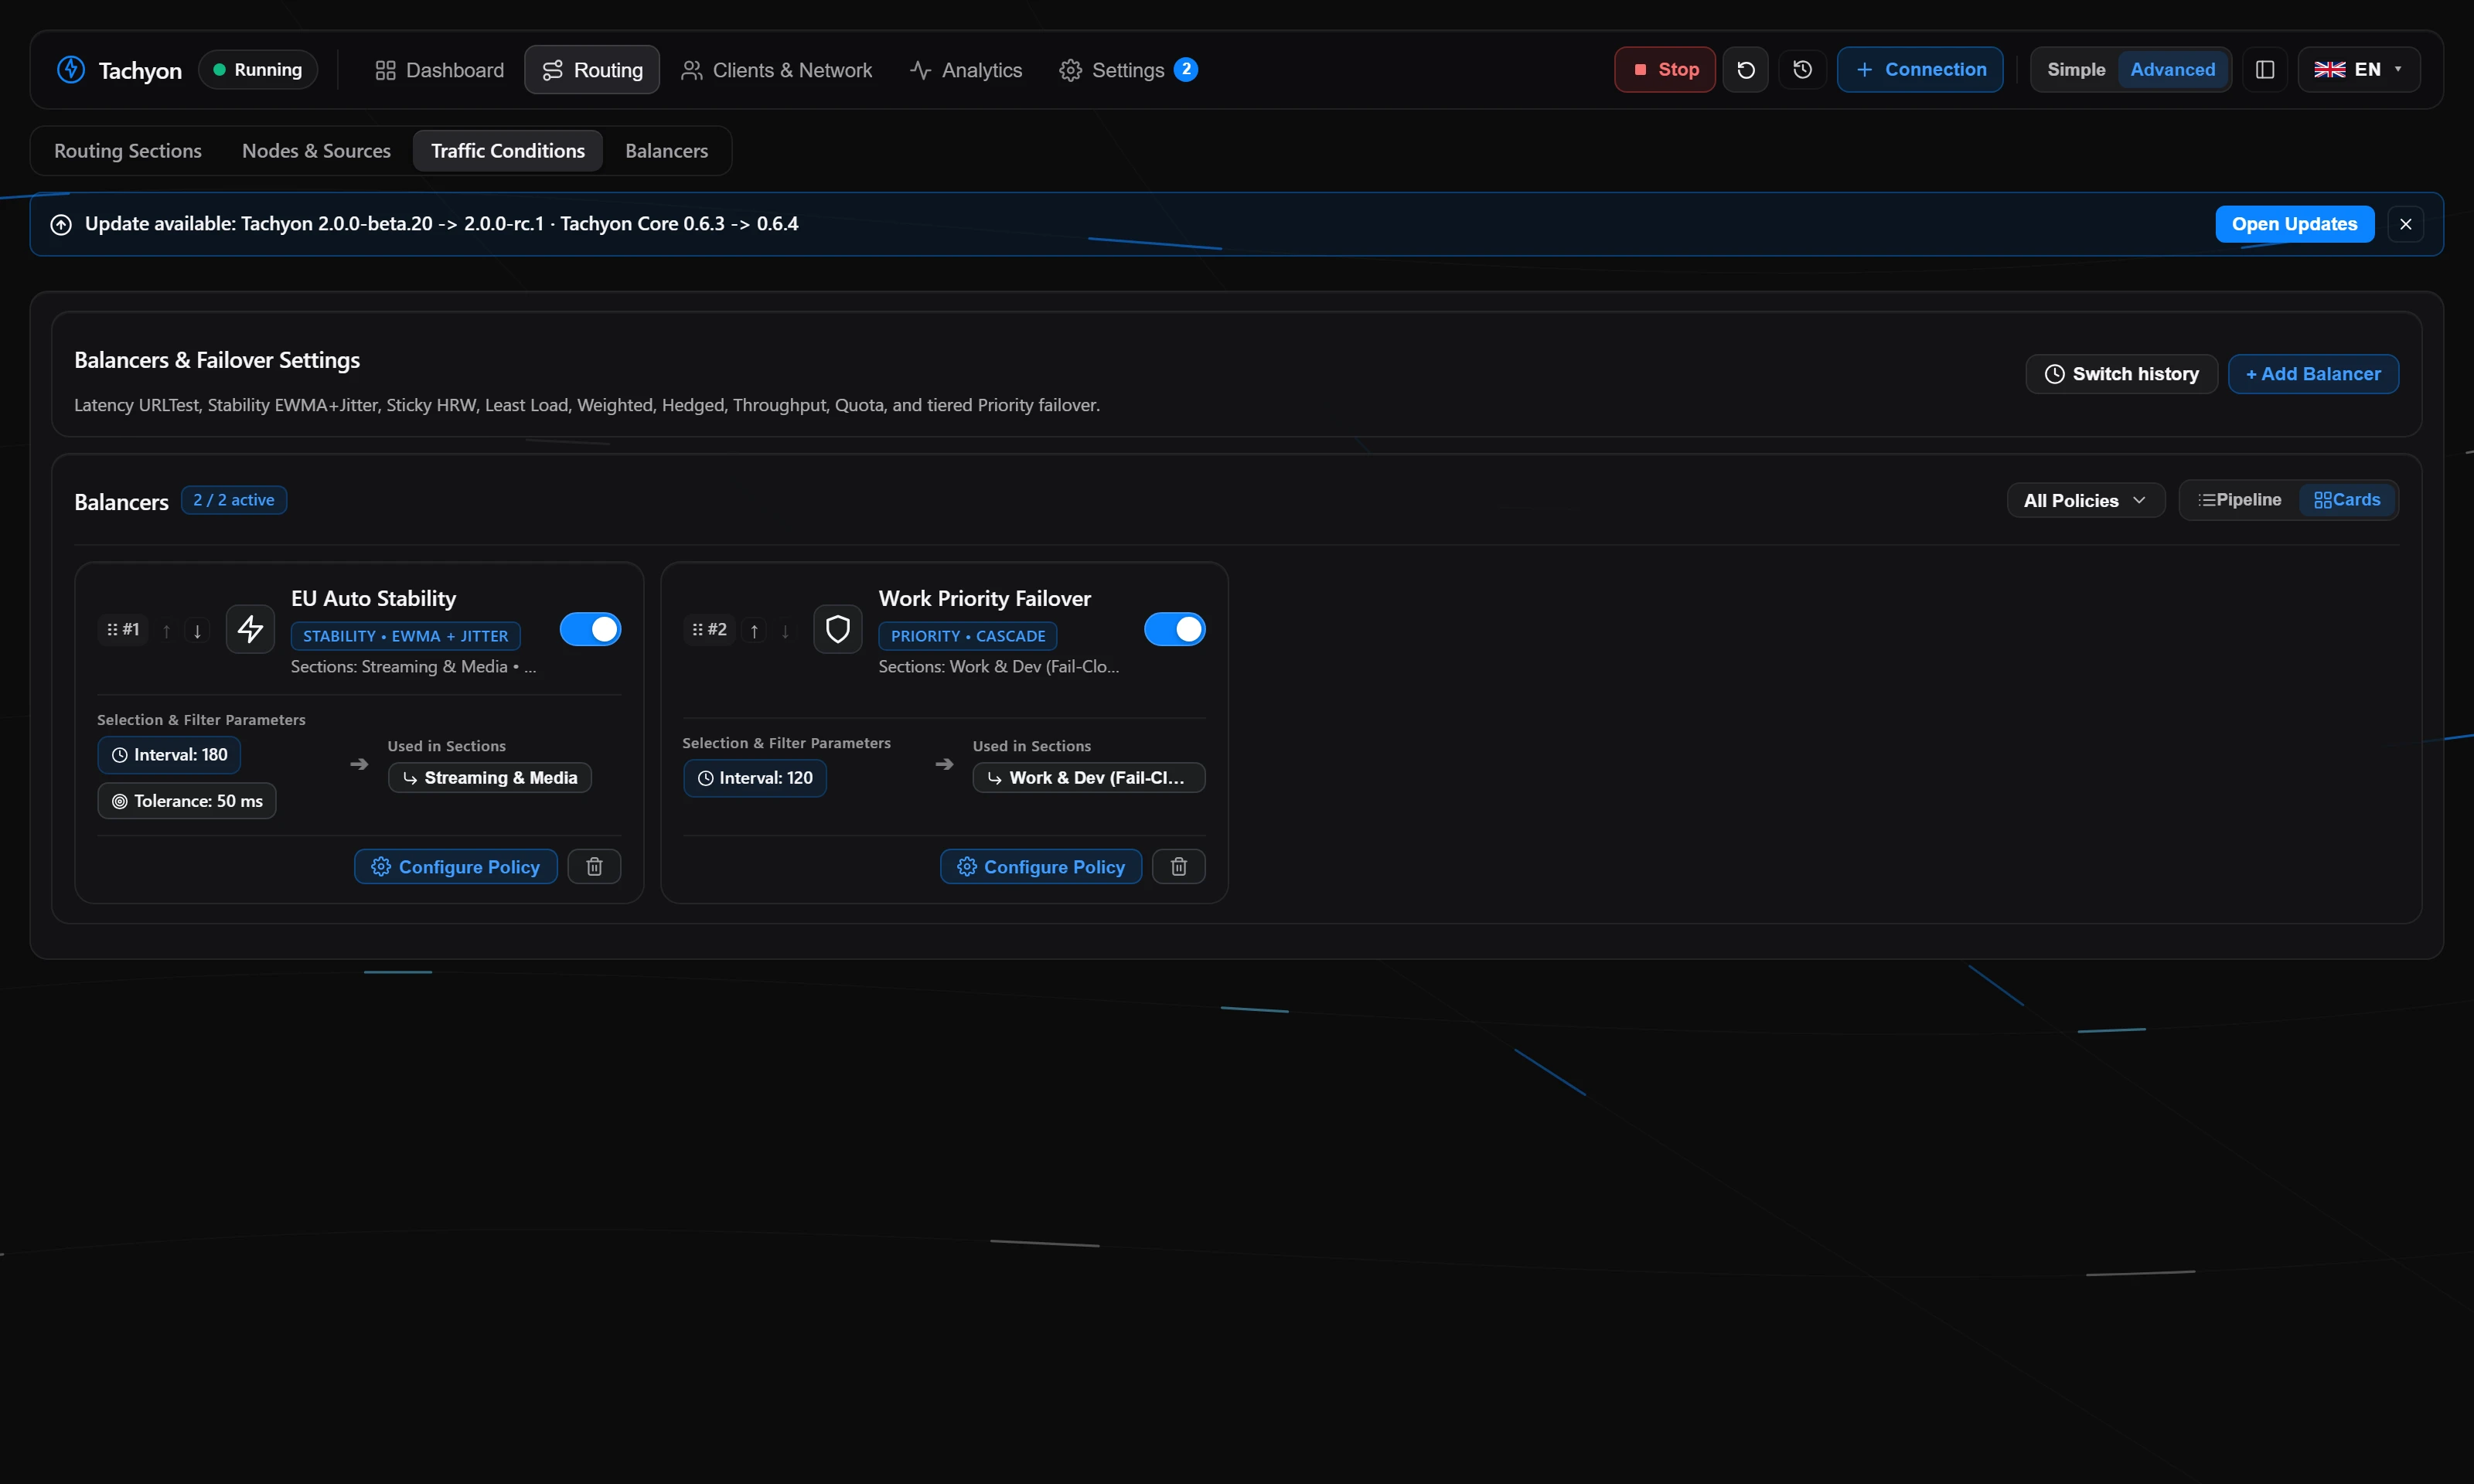 Tachyon Running Dashboard Routing Clients & Network Analytics Settings 2 Stop + Connection Simple Advanced EN
Routing Sections Nodes & Sources Traffic Conditions Balancers
Update available: Tachyon 2.0.0-beta.20 -> 2.0.0-rc.1 · Tachyon Core 0.6.3 -> 0.6.4 Open Updates
Balancers & Failover Settings
Latency URLTest, Stability EWMA+Jitter, Sticky HRW, Least Load, Weighted, Hedged, Throughput, Quota, and tiered Priority failover.
Switch history + Add Balancer
Balancers 2 / 2 active All Policies Pipeline Cards
#1 ↑ ↓ EU Auto Stability
STABILITY • EWMA + JITTER
Sections: Streaming & Media • ...
Selection & Filter Parameters
Interval: 180
Tolerance: 50 ms
➔
Used in Sections
Streaming & Media
Configure Policy
#2 ↑ ↓ Work Priority Failover
PRIORITY • CASCADE
Sections: Work & Dev (Fail-Clo...
Selection & Filter Parameters
Interval: 120
➔
Used in Sections
Work & Dev (Fail-Cl...
Configure Policy